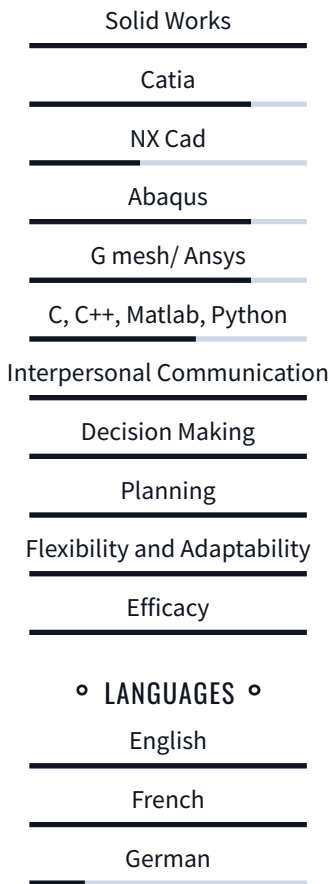 Solid Works
Catia
NX Cad
Abaqus
G mesh/ Ansys
C, C++, Matlab, Python
Interpersonal Communication
Decision Making
Planning
Flexibility and Adaptability
Efficacy
LANGUAGES
English
French
German